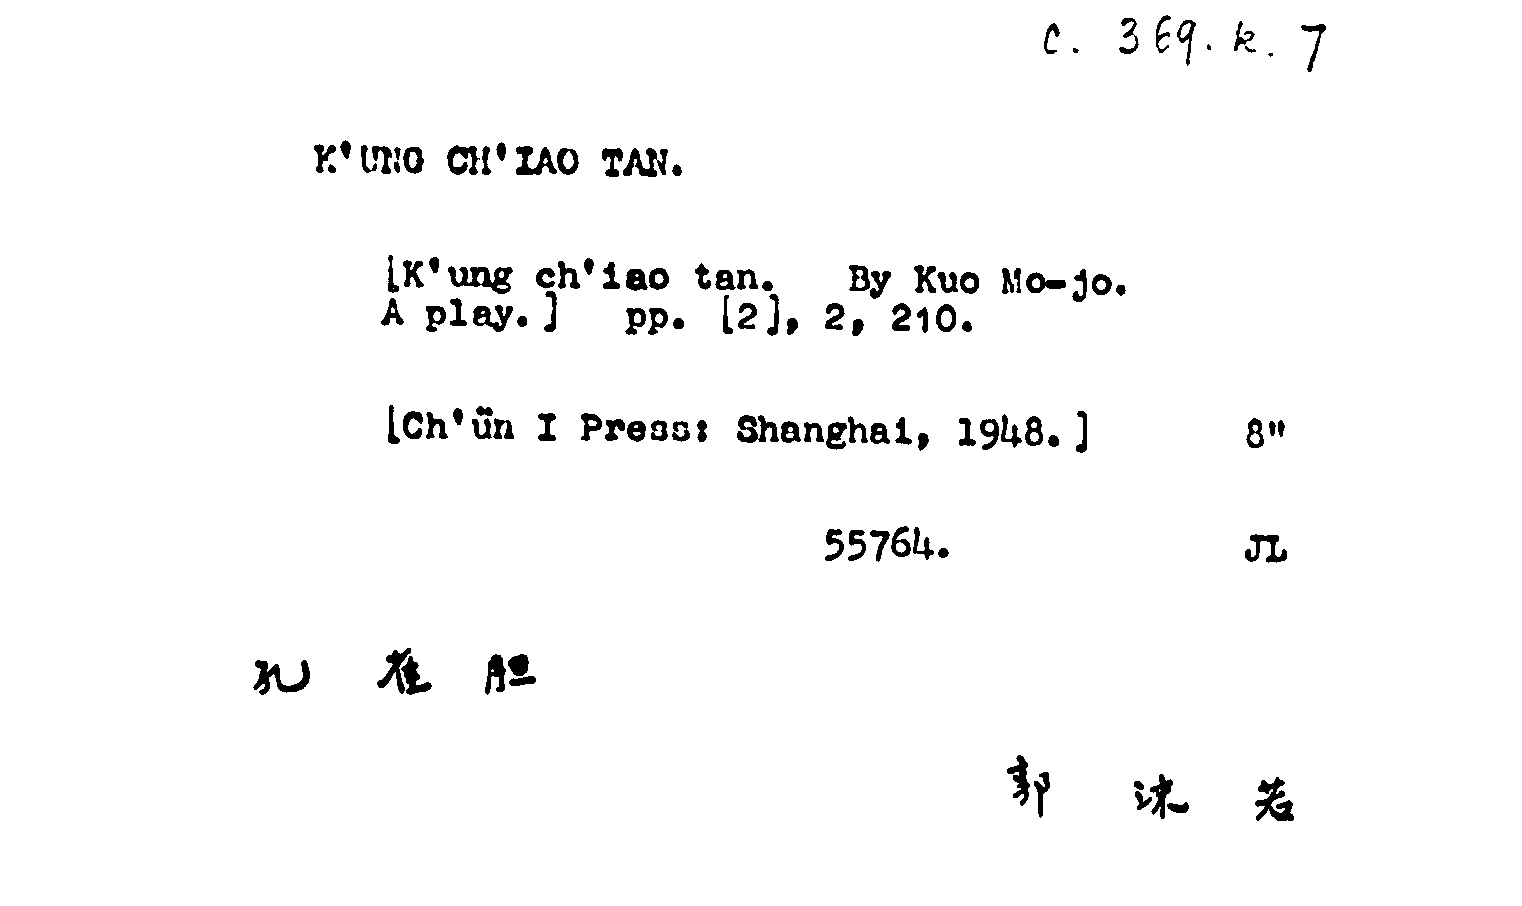 c. 369. k. 7
K'UNG CH'IAO TAN.
[K'ung ch'iao tan. By Kuo Mo-jo.
A play.] pp. [2], 2, 210.
[Ch'ün I Press: Shanghai, 1948.] 8"
55764. JL
孔 雀 胆
郭 沫 若